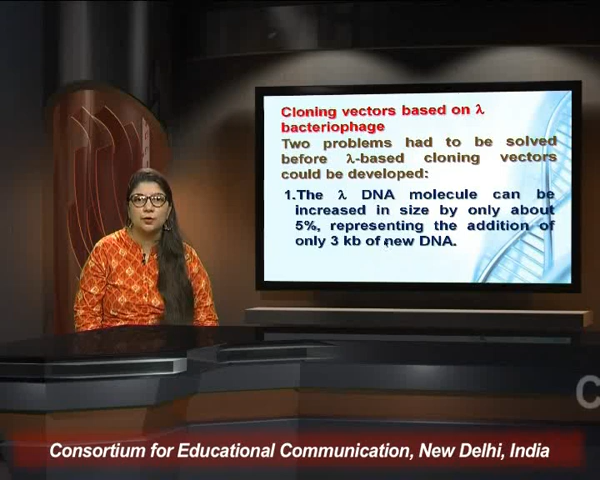 Cloning vectors based on λ
bacteriophage
Two problems had to be solved
before λ-based cloning vectors
could be developed:
1.The λ DNA molecule can be
increased in size by only about
5%, representing the addition of
only 3 kb of new DNA.
C
Consortium for Educational Communication, New Delhi, India